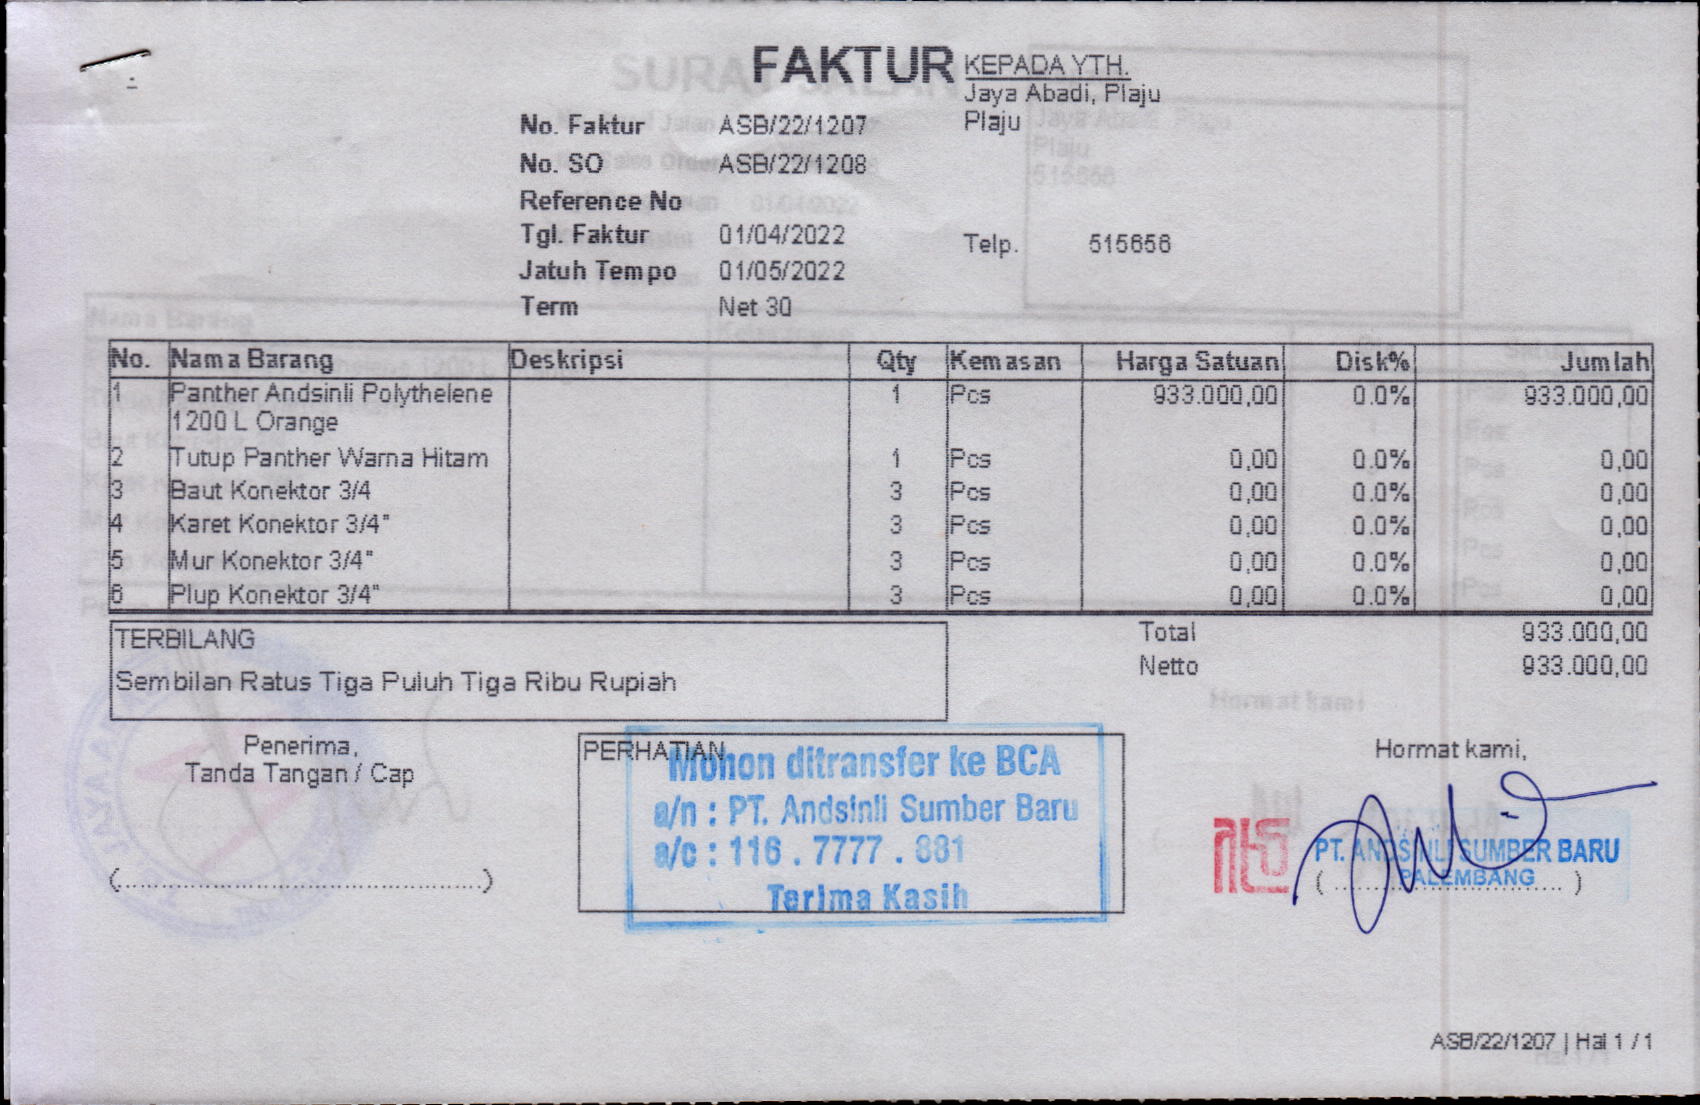 FAKTUR
KEPADA YTH.
Jaya Abadi, Plaju
Plaju
No. Faktur ASB/22/1207
No. SO ASB/22/1208
Reference No
Tgl. Faktur 01/04/2022
Telp. 515656
Jatuh Tempo 01/05/2022
Term Net 30
No. Nama Barang Deskripsi Qty Kemasan Harga Satuan Disk% Jumlah
1 Panther Andsinli Polythelene 1 Pcs 933.000,00 0.0% 933.000,00
1200 L Orange
2 Tutup Panther Warna Hitam 1 Pcs 0,00 0.0% 0,00
3 Baut Konektor 3/4 3 Pcs 0,00 0.0% 0,00
4 Karet Konektor 3/4" 3 Pcs 0,00 0.0% 0,00
5 Mur Konektor 3/4" 3 Pcs 0,00 0.0% 0,00
6 Plup Konektor 3/4" 3 Pcs 0,00 0.0% 0,00
TERBILANG
Sembilan Ratus Tiga Puluh Tiga Ribu Rupiah
Total 933.000,00
Netto 933.000,00
Penerima,
Tanda Tangan / Cap
PERHATIAN
Mohon ditransfer ke BCA
a/n : PT. Andsinli Sumber Baru
a/c : 116 . 7777 . 881
Terima Kasih
Hormat kami,
PT. ANDSINLI SUMBER BARU
PALEMBANG
ASB/22/1207 | Hal 1 / 1